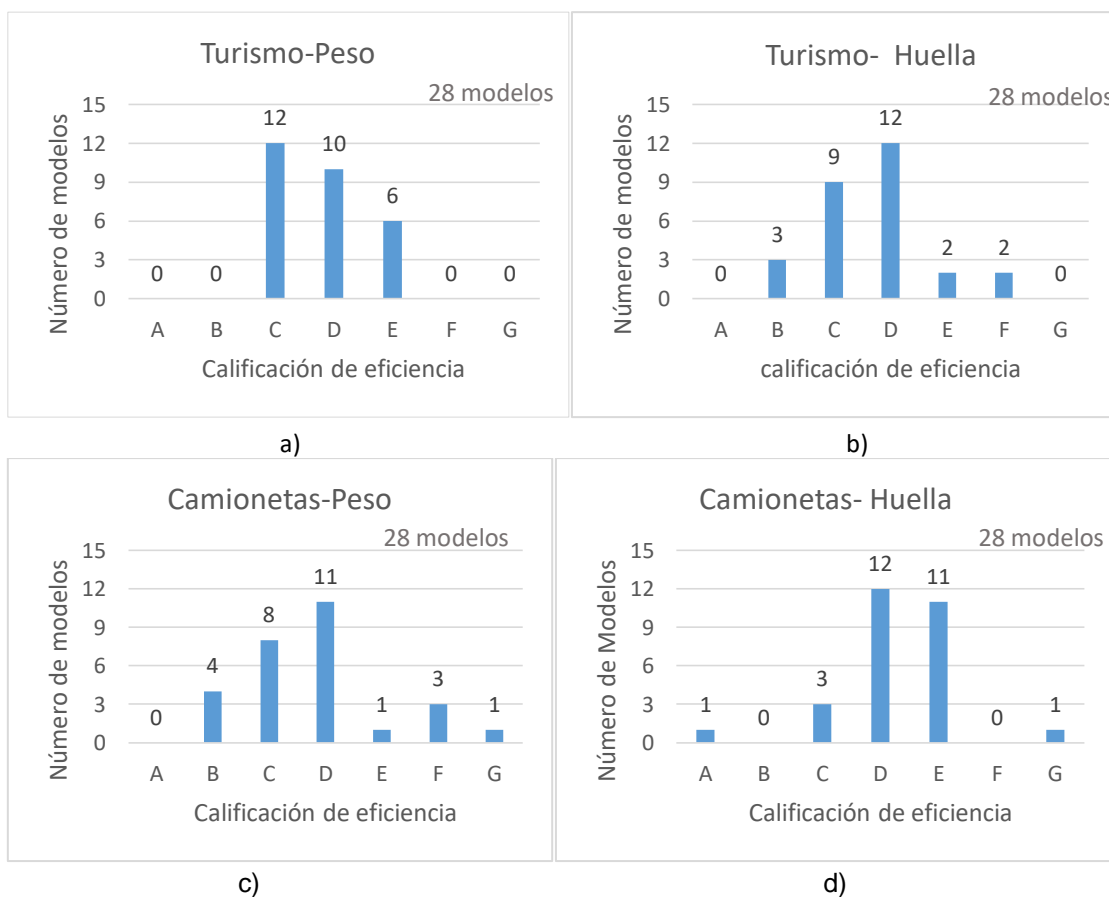 Turismo-Peso
28 modelos
Número de modelos
15
12
9
6
3
0
0
0
12
10
6
0
0
A B C D E F G
Calificación de eficiencia
a)
Turismo- Huella
28 modelos
Número de modelos
15
12
9
6
3
0
0
3
9
12
2
2
0
A B C D E F G
calificación de eficiencia
b)
Camionetas-Peso
28 modelos
Número de modelos
15
12
9
6
3
0
0
4
8
11
1
3
1
A B C D E F G
Calificación de eficiencia
c)
Camionetas- Huella
28 modelos
Número de Modelos
15
12
9
6
3
0
1
0
3
12
11
0
1
A B C D E F G
Calificación de eficiencia
d)